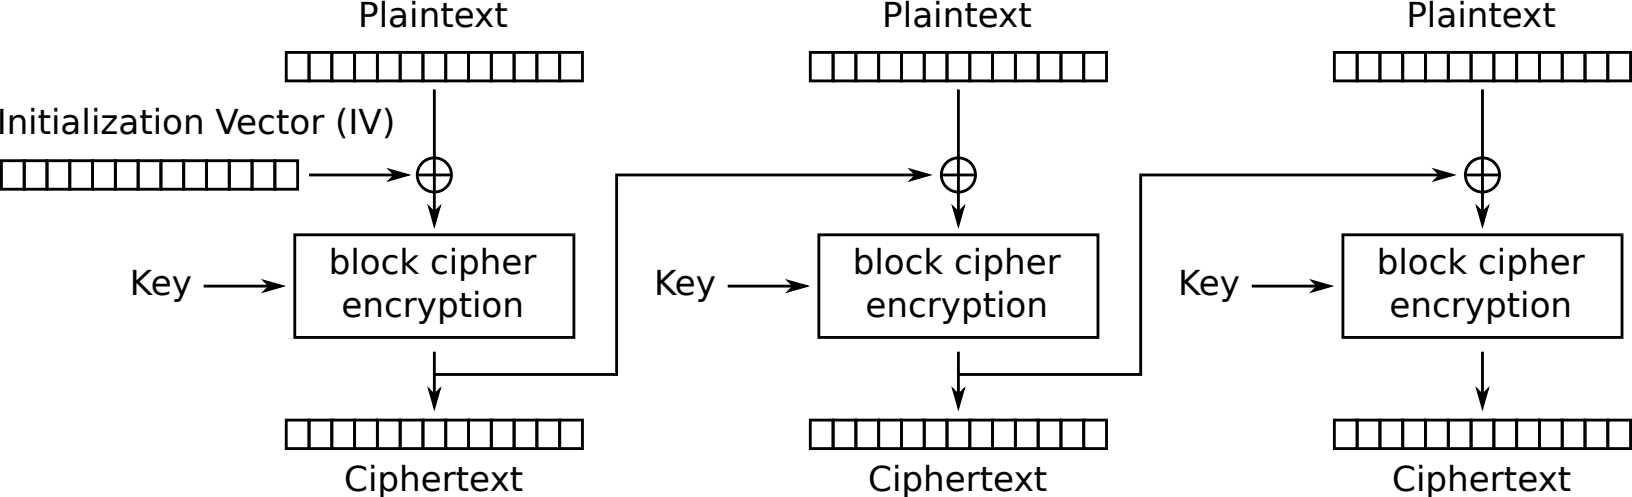 Plaintext
Plaintext
Plaintext
Initialization Vector (IV)
Key
block cipher
encryption
Key
block cipher
encryption
Key
block cipher
encryption
Ciphertext
Ciphertext
Ciphertext